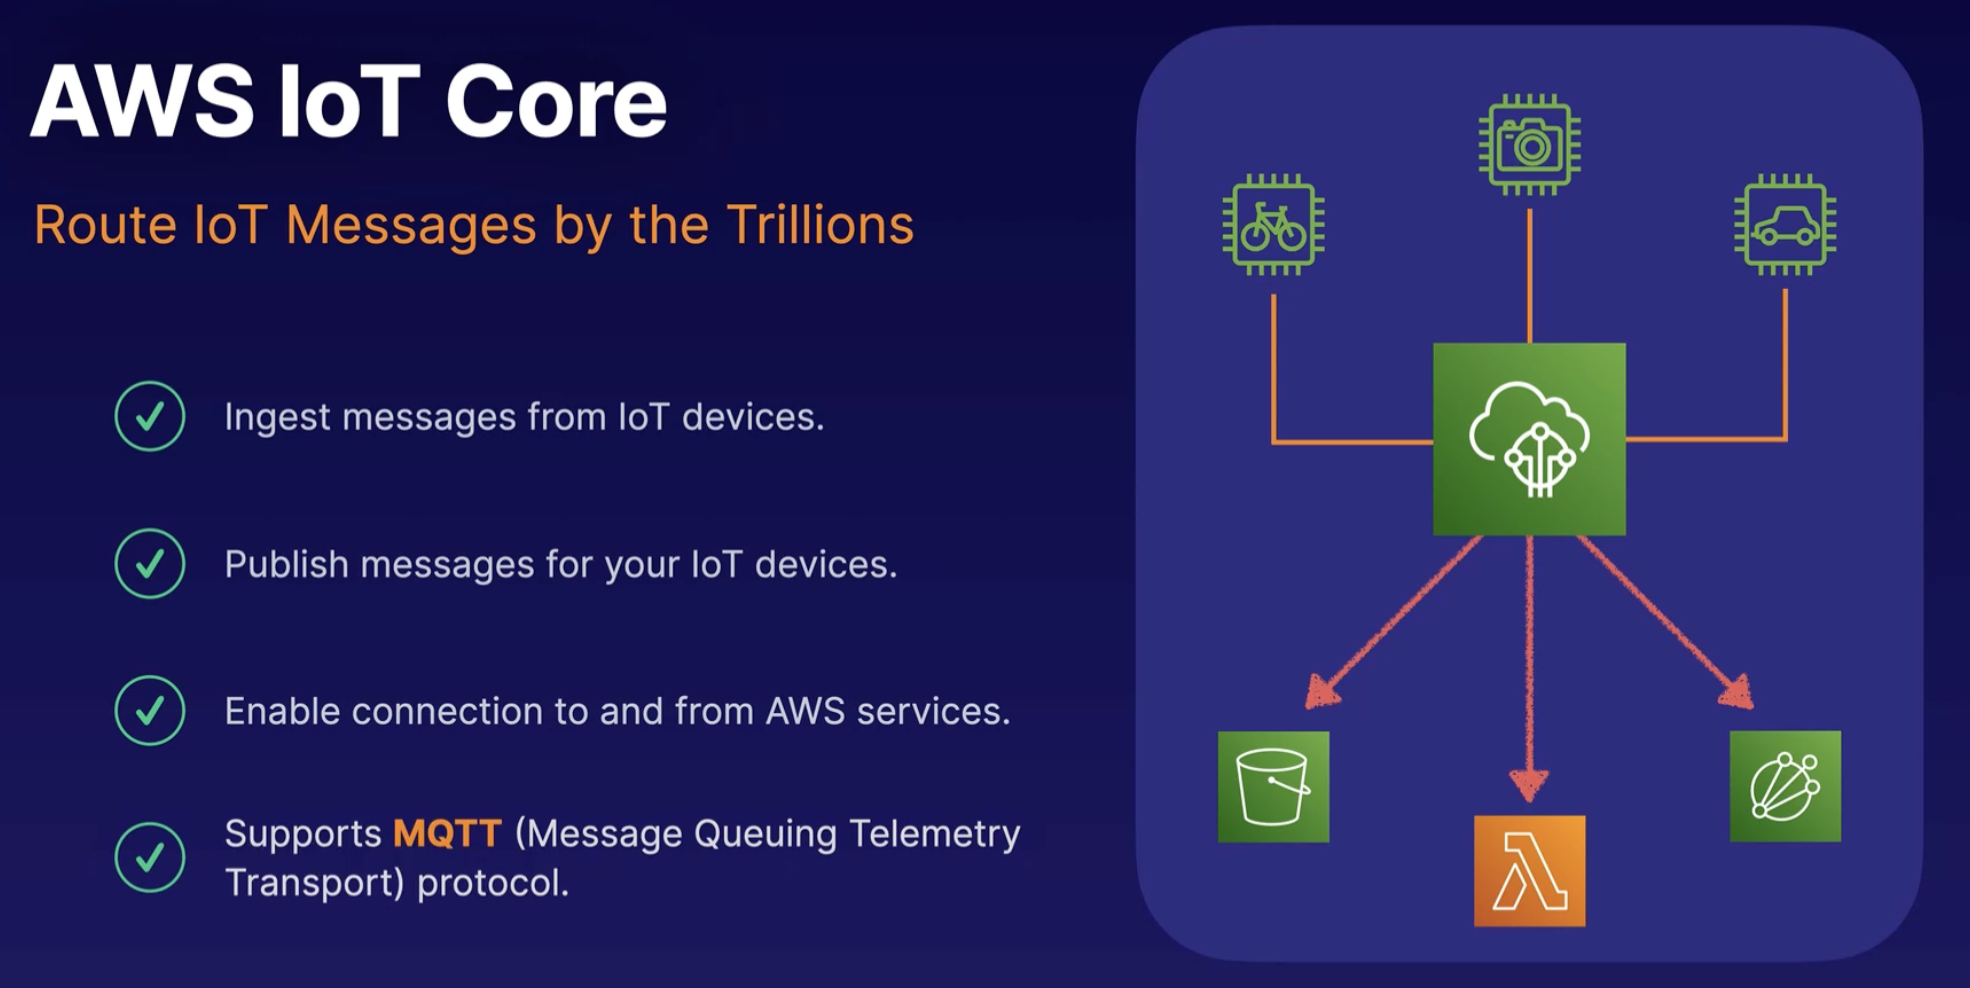 AWS IoT Core
Route IoT Messages by the Trillions
Ingest messages from IoT devices.
Publish messages for your IoT devices.
Enable connection to and from AWS services.
Supports MQTT (Message Queuing Telemetry
Transport) protocol.